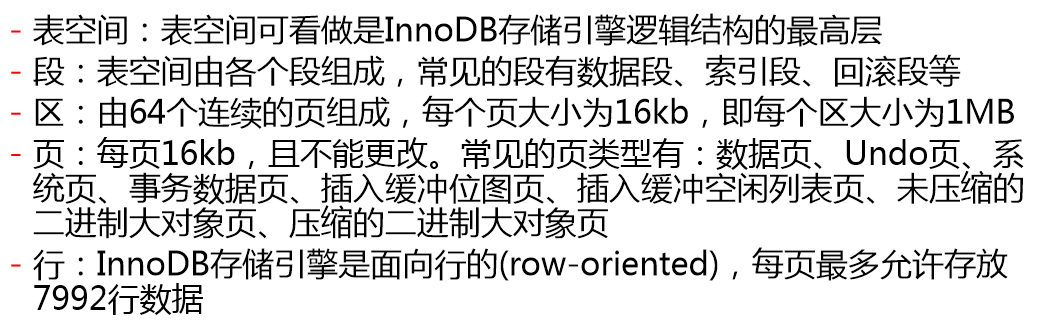 - 表空间：表空间可看做是InnoDB存储引擎逻辑结构的最高层
- 段：表空间由各个段组成，常见的段有数据段、索引段、回滚段等
- 区：由64个连续的页组成，每个页大小为16kb，即每个区大小为1MB
- 页：每页16kb，且不能更改。常见的页类型有：数据页、Undo页、系
统页、事务数据页、插入缓冲位图页、插入缓冲空闲列表页、未压缩的
二进制大对象页、压缩的二进制大对象页
- 行：InnoDB存储引擎是面向行的(row-oriented)，每页最多允许存放
7992行数据